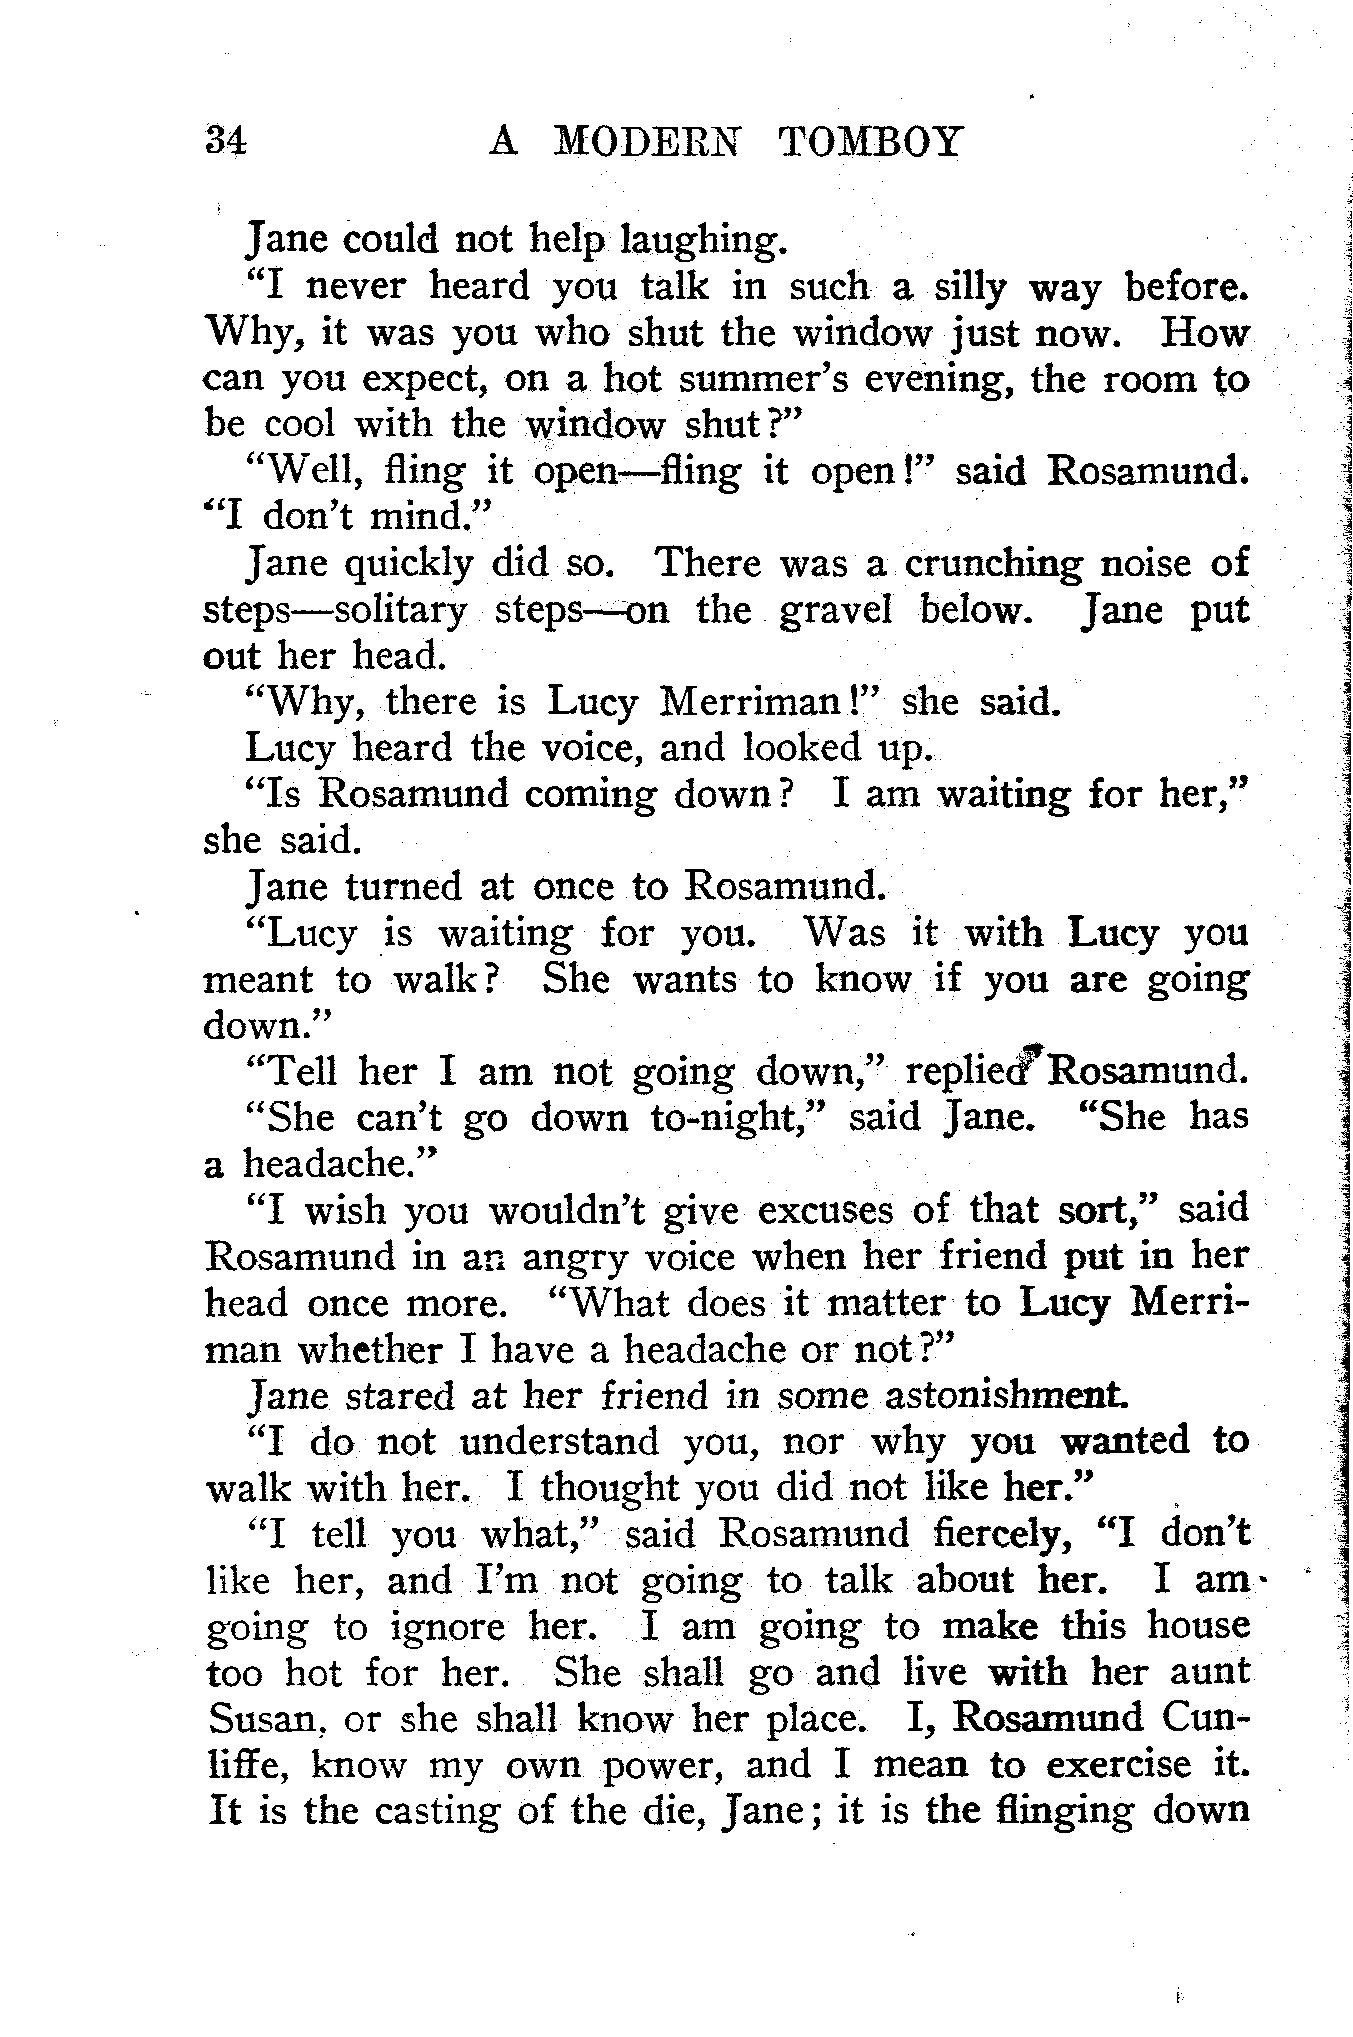 34 A MODERN TOMBOY
Jane could not help laughing.
“I never heard you talk in such a silly way before.
Why, it was you who shut the window just now. How
can you expect, on a hot summer’s evening, the room to
be cool with the window shut?”
“Well, fling it open—fling it open!” said Rosamund.
“I don’t mind.”
Jane quickly did so. There was a crunching noise of
steps—solitary steps—on the gravel below. Jane put
out her head.
“Why, there is Lucy Merriman!” she said.
Lucy heard the voice, and looked up.
“Is Rosamund coming down? I am waiting for her,”
she said.
Jane turned at once to Rosamund.
“Lucy is waiting for you. Was it with Lucy you
meant to walk? She wants to know if you are going
down.”
“Tell her I am not going down,” replied Rosamund.
“She can’t go down to-night,” said Jane. “She has
a headache.”
“I wish you wouldn’t give excuses of that sort,” said
Rosamund in an angry voice when her friend put in her
head once more. “What does it matter to Lucy Merri-
man whether I have a headache or not?”
Jane stared at her friend in some astonishment.
“I do not understand you, nor why you wanted to
walk with her. I thought you did not like her.”
“I tell you what,” said Rosamund fiercely, “I don’t
like her, and I’m not going to talk about her. I am
going to ignore her. I am going to make this house
too hot for her. She shall go and live with her aunt
Susan, or she shall know her place. I, Rosamund Cun-
liffe, know my own power, and I mean to exercise it.
It is the casting of the die, Jane; it is the flinging down